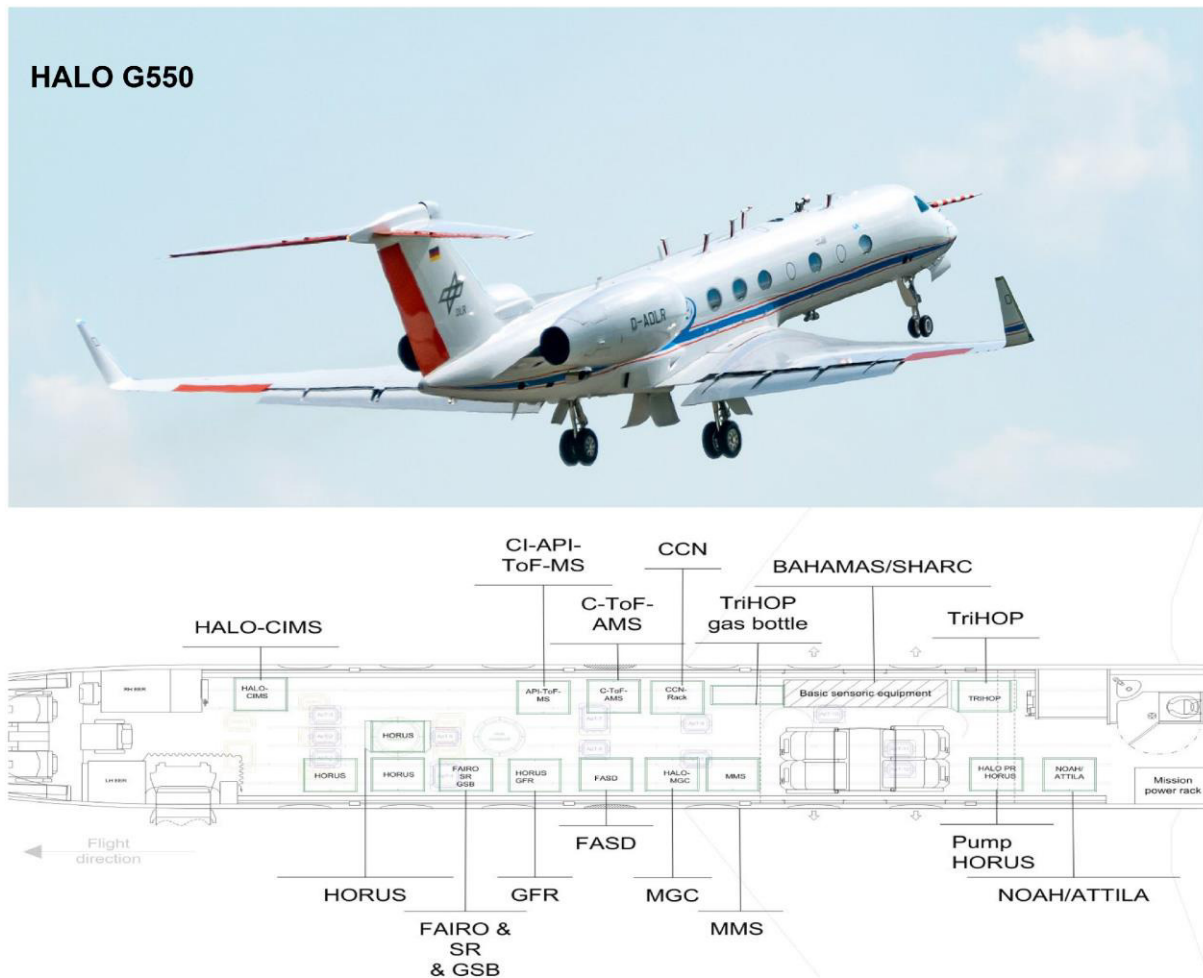 HALO G550
DLR
D-ADLR
CI-API-
ToF-MS
CCN
BAHAMAS/SHARC
C-ToF-
AMS
TriHOP
gas bottle
TriHOP
HALO-CIMS
HALO-
CIMS
API-ToF-
MS
C-ToF-
AMS
CCN-
Rack
Basic sensoric equipment
TRIHOP
HORUS
HORUS
HORUS
FAIRO
SR
GSB
HORUS
GFR
FASD
HALO-
MGC
MMS
HALO PR
HORUS
NOAH/
ATTILA
Mission
power rack
Flight
direction
FASD
Pump
HORUS
HORUS
GFR
MGC
NOAH/ATTILA
FAIRO &
SR
& GSB
MMS